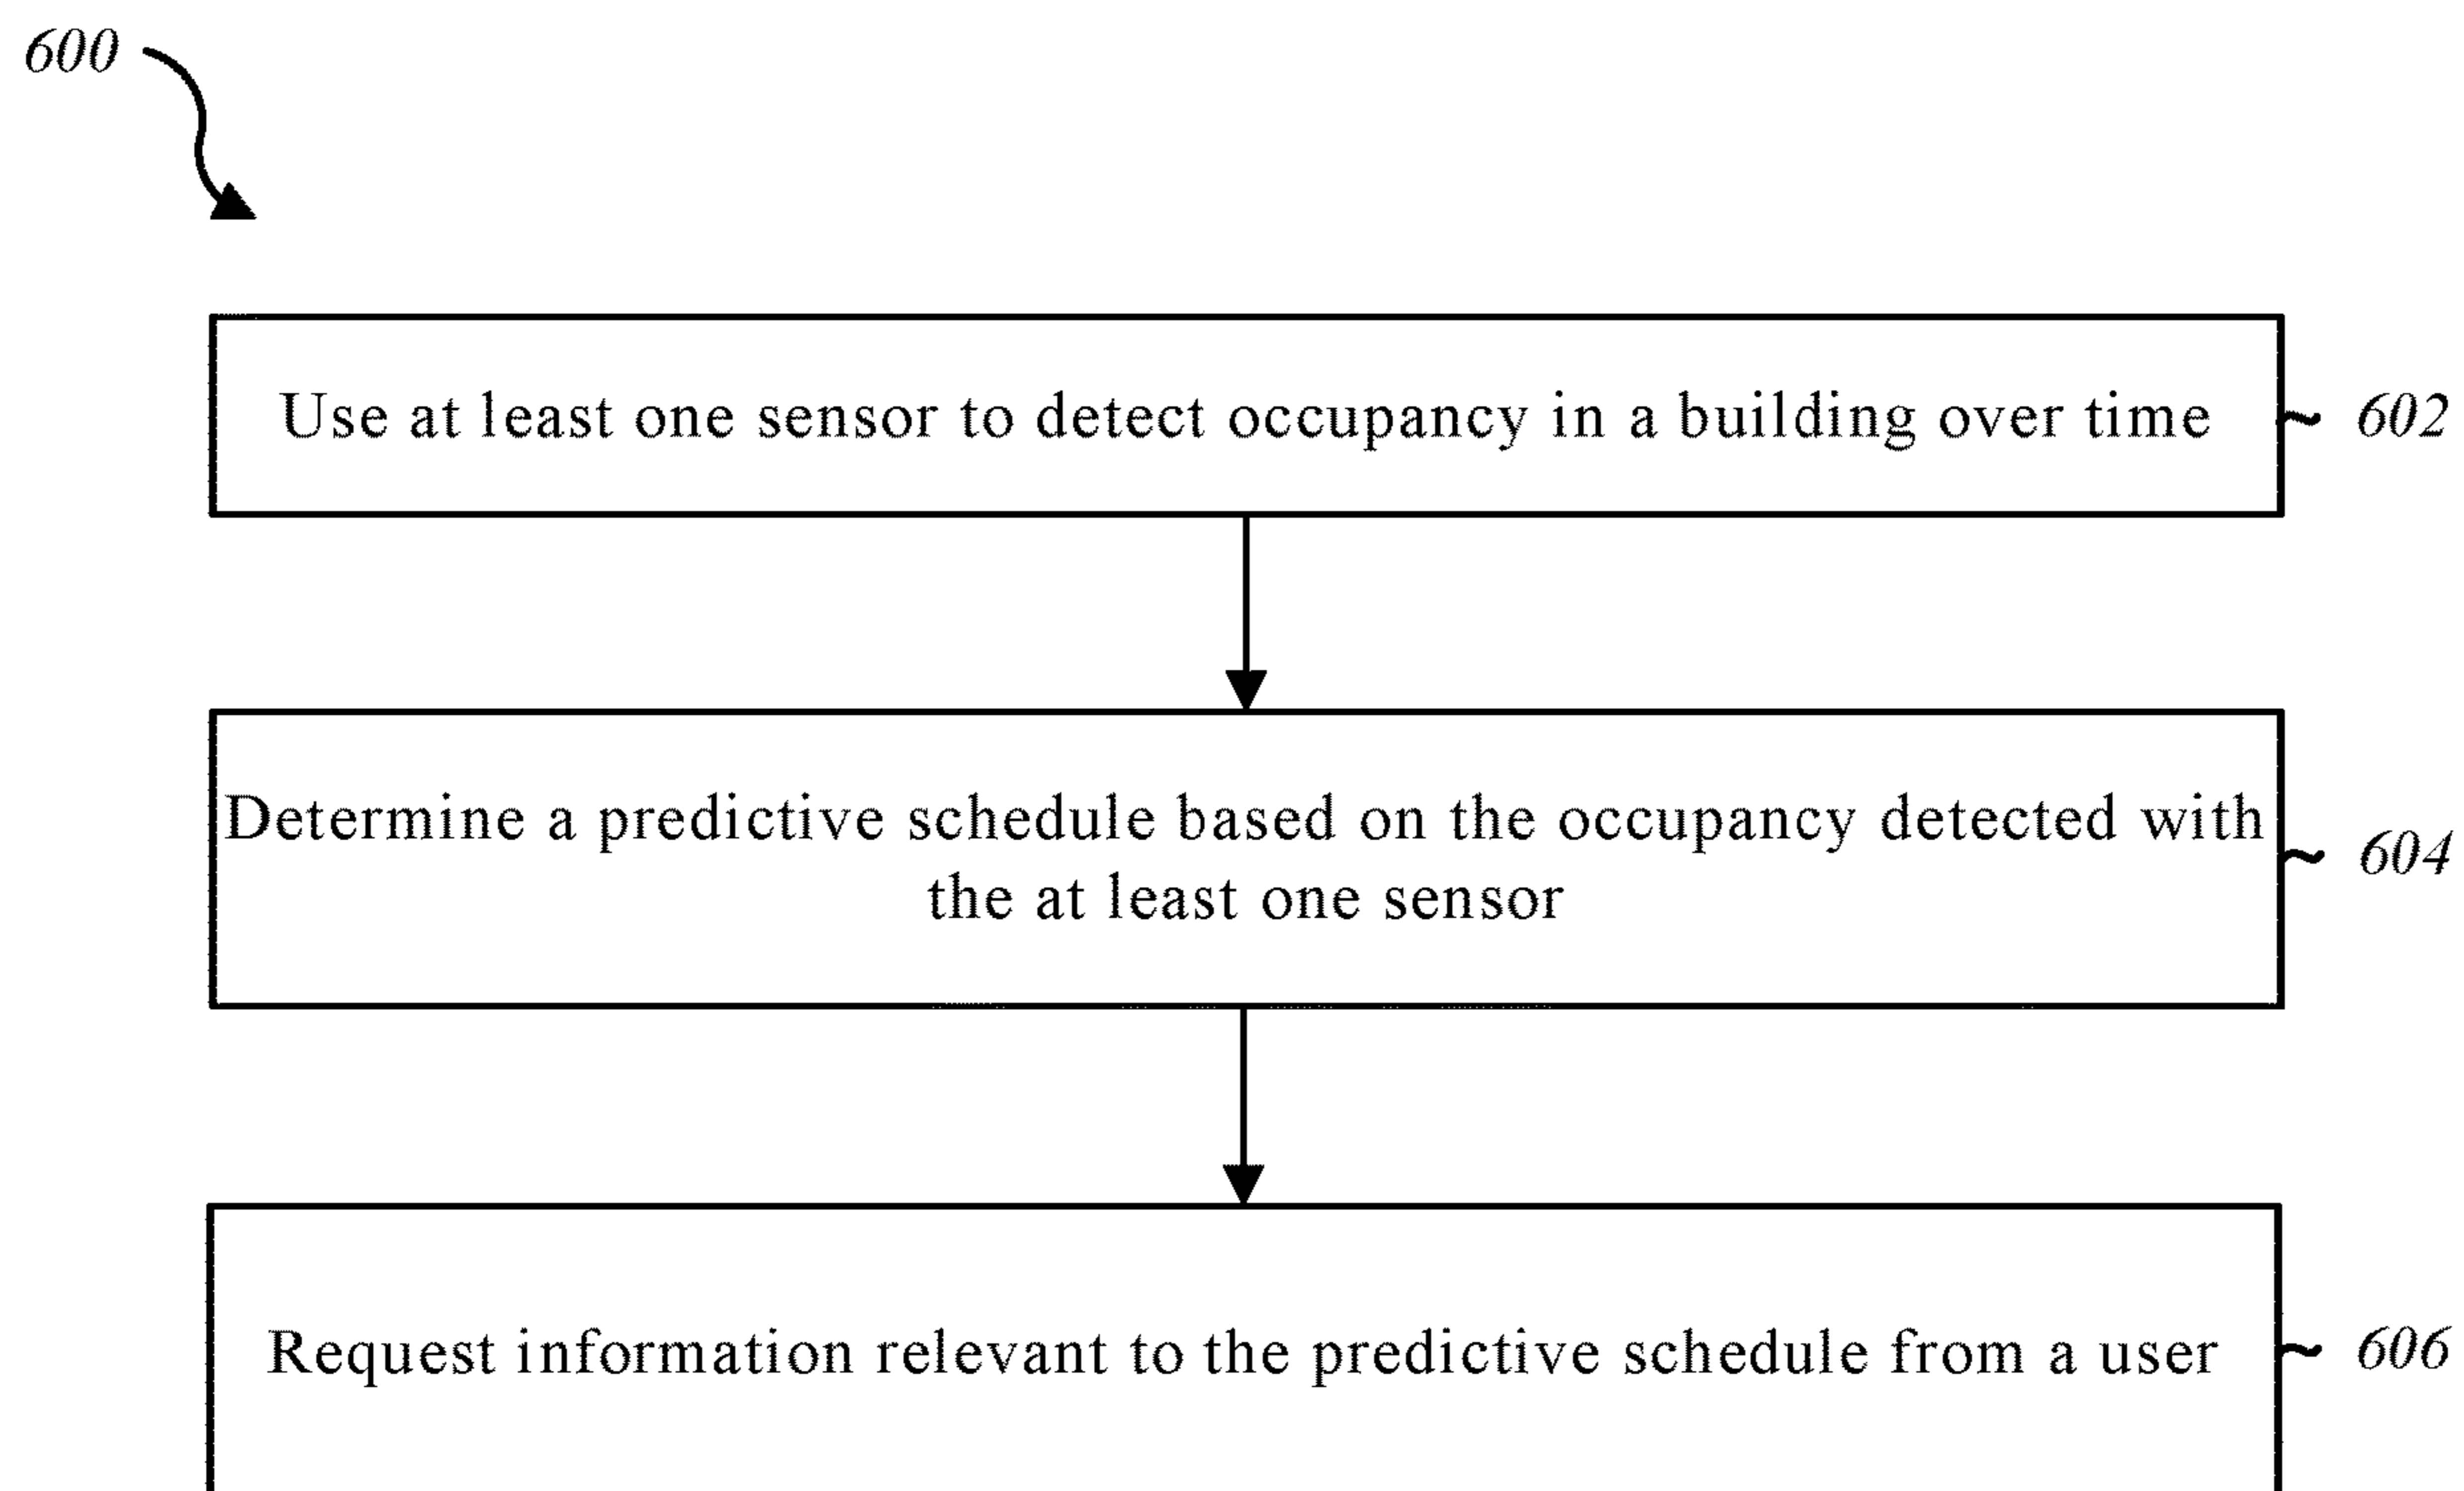 600
Use at least one sensor to detect occupancy in a building over time
602
Determine a predictive schedule based on the occupancy detected with
the at least one sensor
604
Request information relevant to the predictive schedule from a user
606